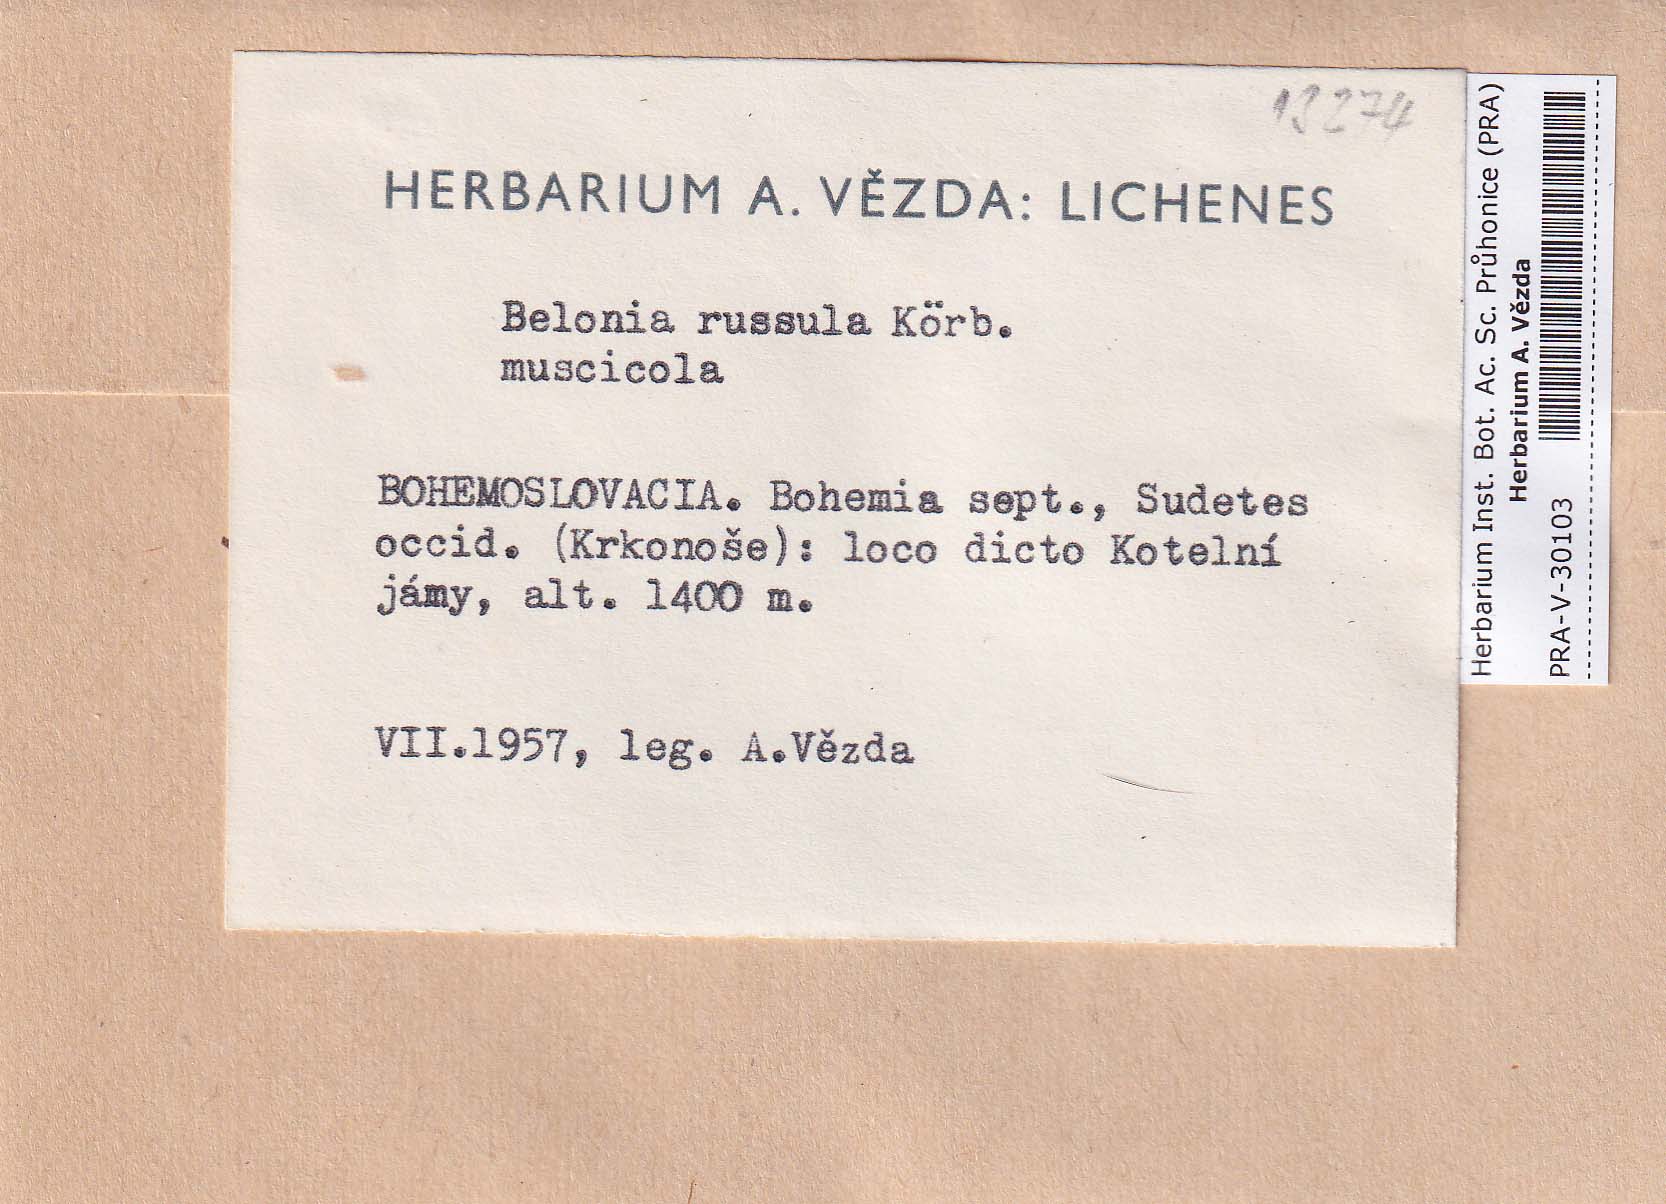 13274
HERBARIUM A. VĚZDA: LICHENES
Belonia russula Körb.
muscicola
BOHEMOSLOVACIA. Bohemia sept., Sudetes
occid. (Krkonoše): loco dicto Kotelní
jámy, alt. 1400 m.
VII.1957, leg. A.Vězda
Herbarium Inst. Bot. Ac. Sc. Průhonice (PRA)
Herbarium A. Vězda
PRA-V-30103